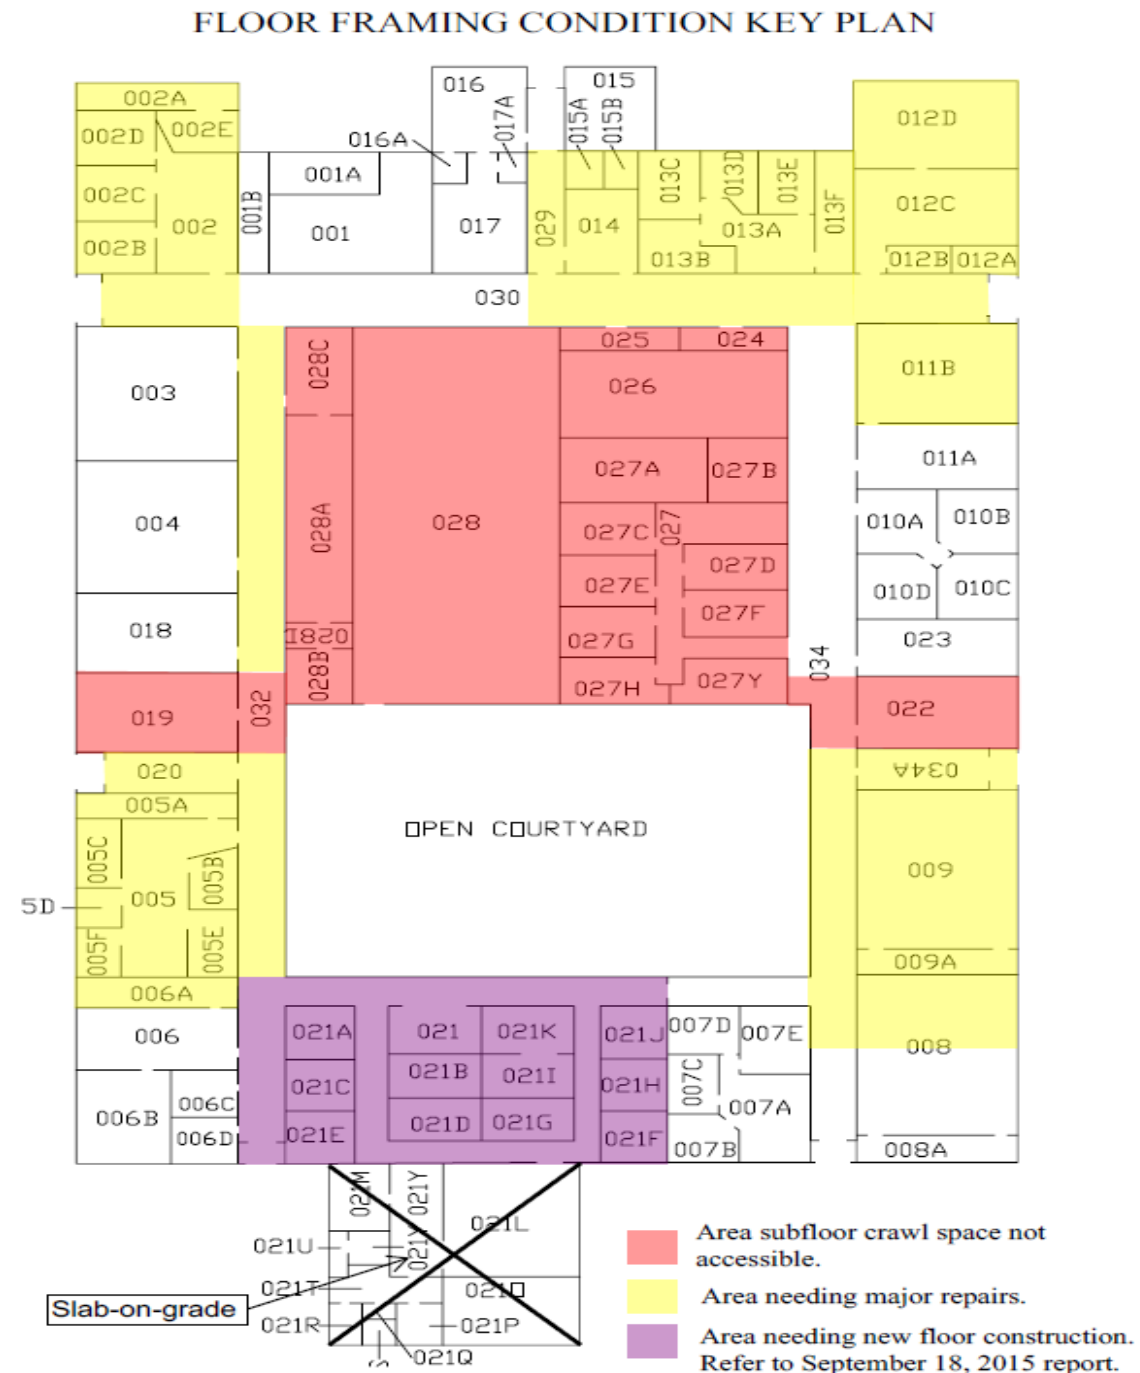 FLOOR FRAMING CONDITION KEY PLAN
016
015
002A
002D
002E
016A
017A
015A
015B
012D
001A
013C
013D
013E
002C
001B
013F
012C
002
001
017
029
014
013A
002B
013B
012B
012A
030
028C
025
024
003
026
011B
027A
027B
011A
004
028A
028
027C
027
010A
010B
027D
027E
010D
010C
018
028I
027F
027G
023
028B
027H
027Y
034
019
032
022
020
034A
005A
OPEN COURTYARD
005C
005B
005
009
5D
005F
005E
006A
009A
006
021A
021
021K
021J
007D
007E
008
021C
021B
021I
021H
007C
006B
006C
006D
021E
021D
021G
021F
007A
007B
008A
021M
021Y
021L
021U
021V
021T
021O
Slab-on-grade
021R
021P
S
021Q
Area subfloor crawl space not
accessible.
Area needing major repairs.
Area needing new floor construction.
Refer to September 18, 2015 report.